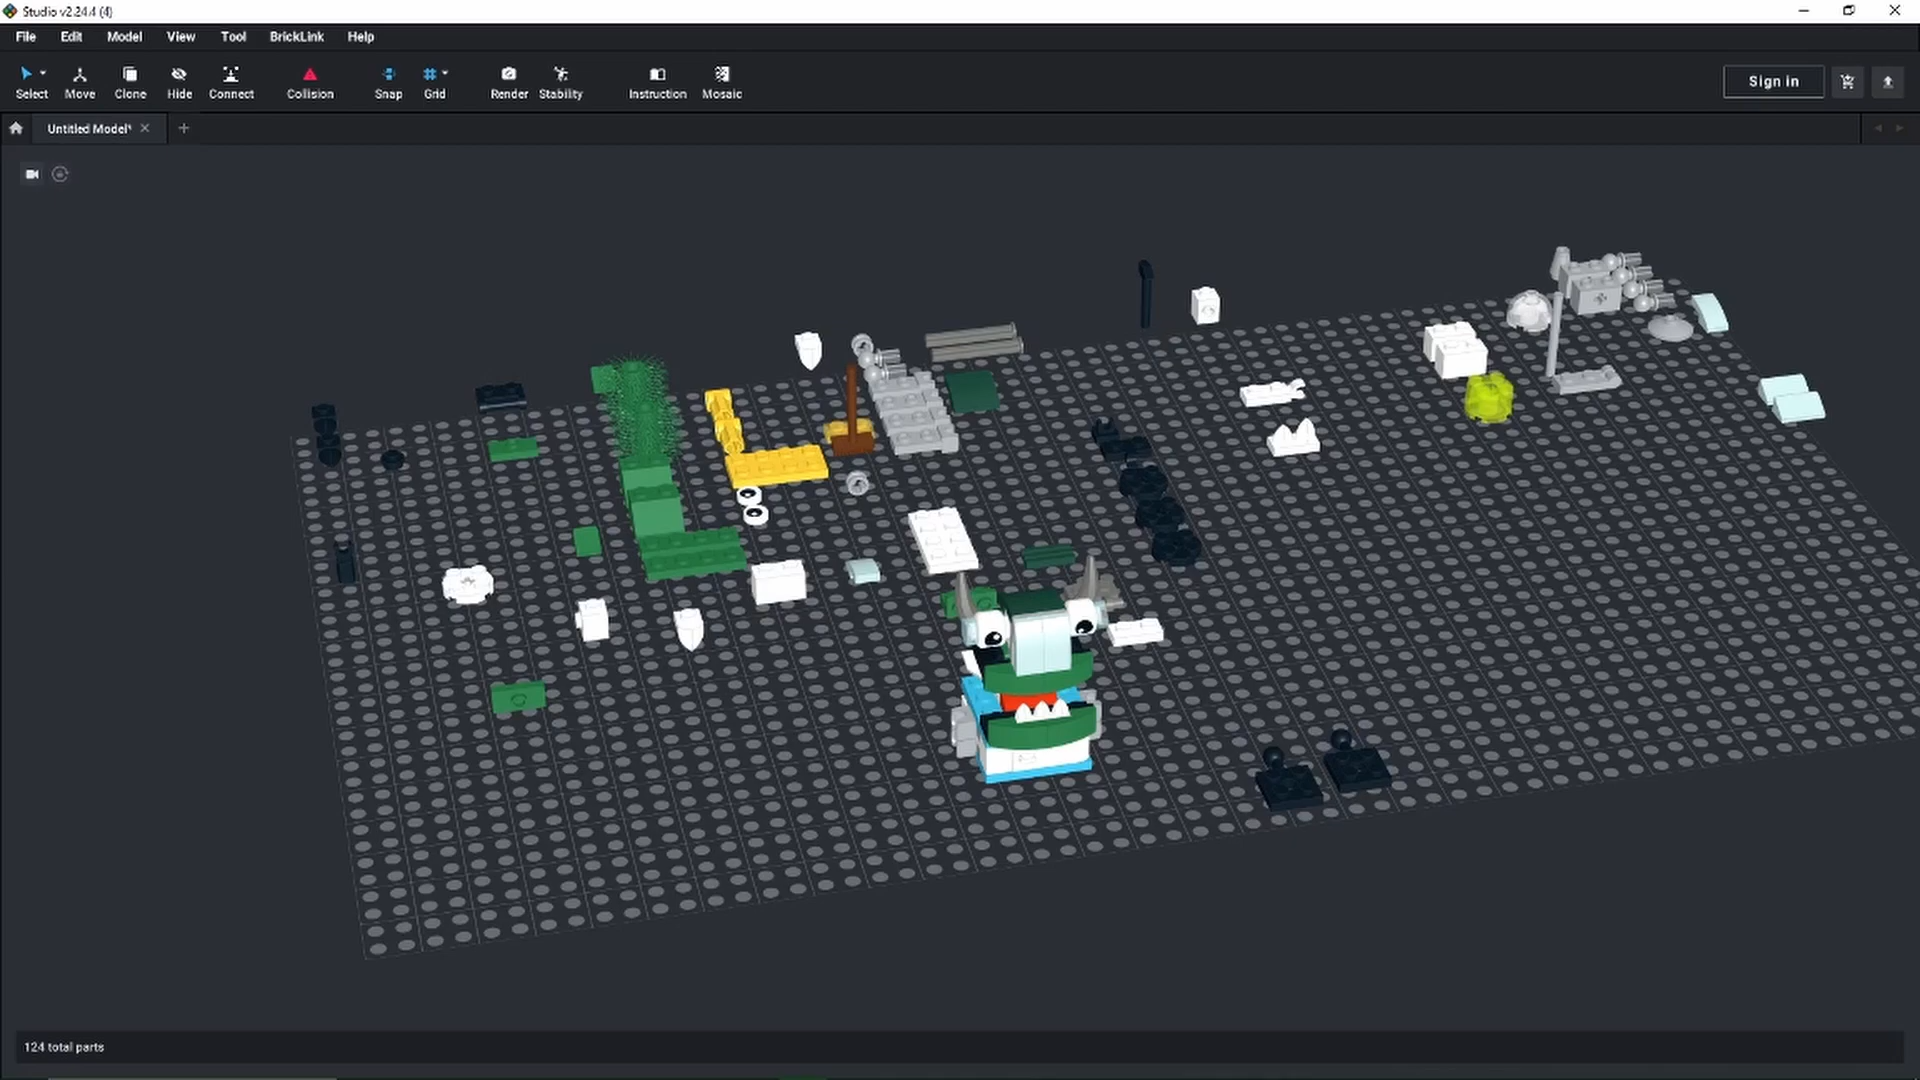 Studio v2.24.4 (4)
File Edit Model View Tool BrickLink Help
Select Move Clone Hide Connect Collision Snap Grid Render Stability Instruction Mosaic
Sign in
Untitled Model*
124 total parts